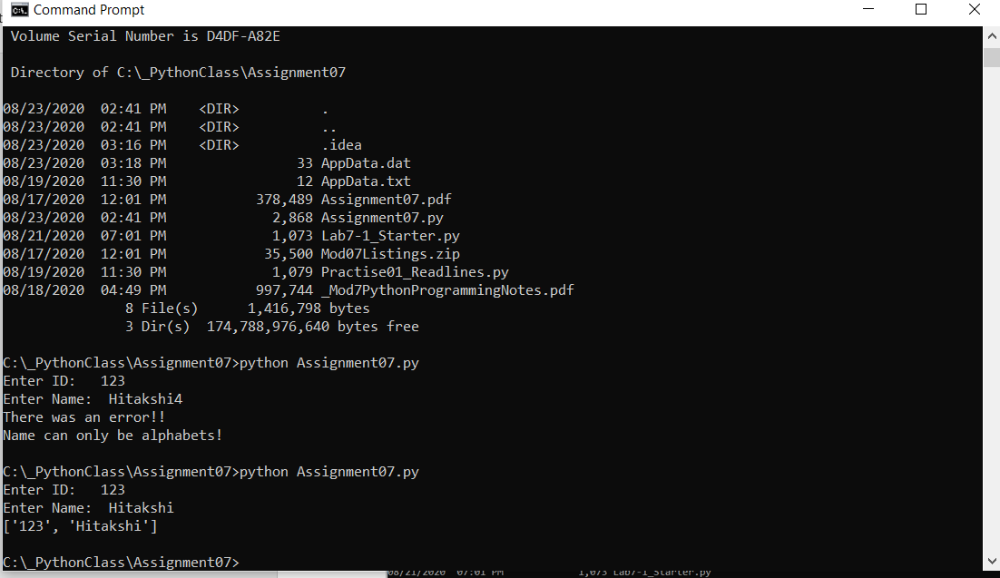 Command Prompt
Volume Serial Number is D4DF-A82E
Directory of C:\_PythonClass\Assignment07
08/23/2020  02:41 PM    <DIR>          .
08/23/2020  02:41 PM    <DIR>          ..
08/23/2020  03:16 PM    <DIR>          .idea
08/23/2020  03:18 PM                33 AppData.dat
08/19/2020  11:30 PM                12 AppData.txt
08/17/2020  12:01 PM           378,489 Assignment07.pdf
08/23/2020  02:41 PM             2,868 Assignment07.py
08/21/2020  07:01 PM             1,073 Lab7-1_Starter.py
08/17/2020  12:01 PM            35,500 Mod07Listings.zip
08/19/2020  11:30 PM             1,079 Practise01_Readlines.py
08/18/2020  04:49 PM           997,744 _Mod7PythonProgrammingNotes.pdf
8 File(s)      1,416,798 bytes
3 Dir(s)  174,788,976,640 bytes free
C:\_PythonClass\Assignment07>python Assignment07.py
Enter ID:   123
Enter Name:  Hitakshi4
There was an error!!
Name can only be alphabets!
C:\_PythonClass\Assignment07>python Assignment07.py
Enter ID:   123
Enter Name:  Hitakshi
['123', 'Hitakshi']
C:\_PythonClass\Assignment07>
08/21/2020  07:01 PM             1,073 Lab7-1_Starter.py